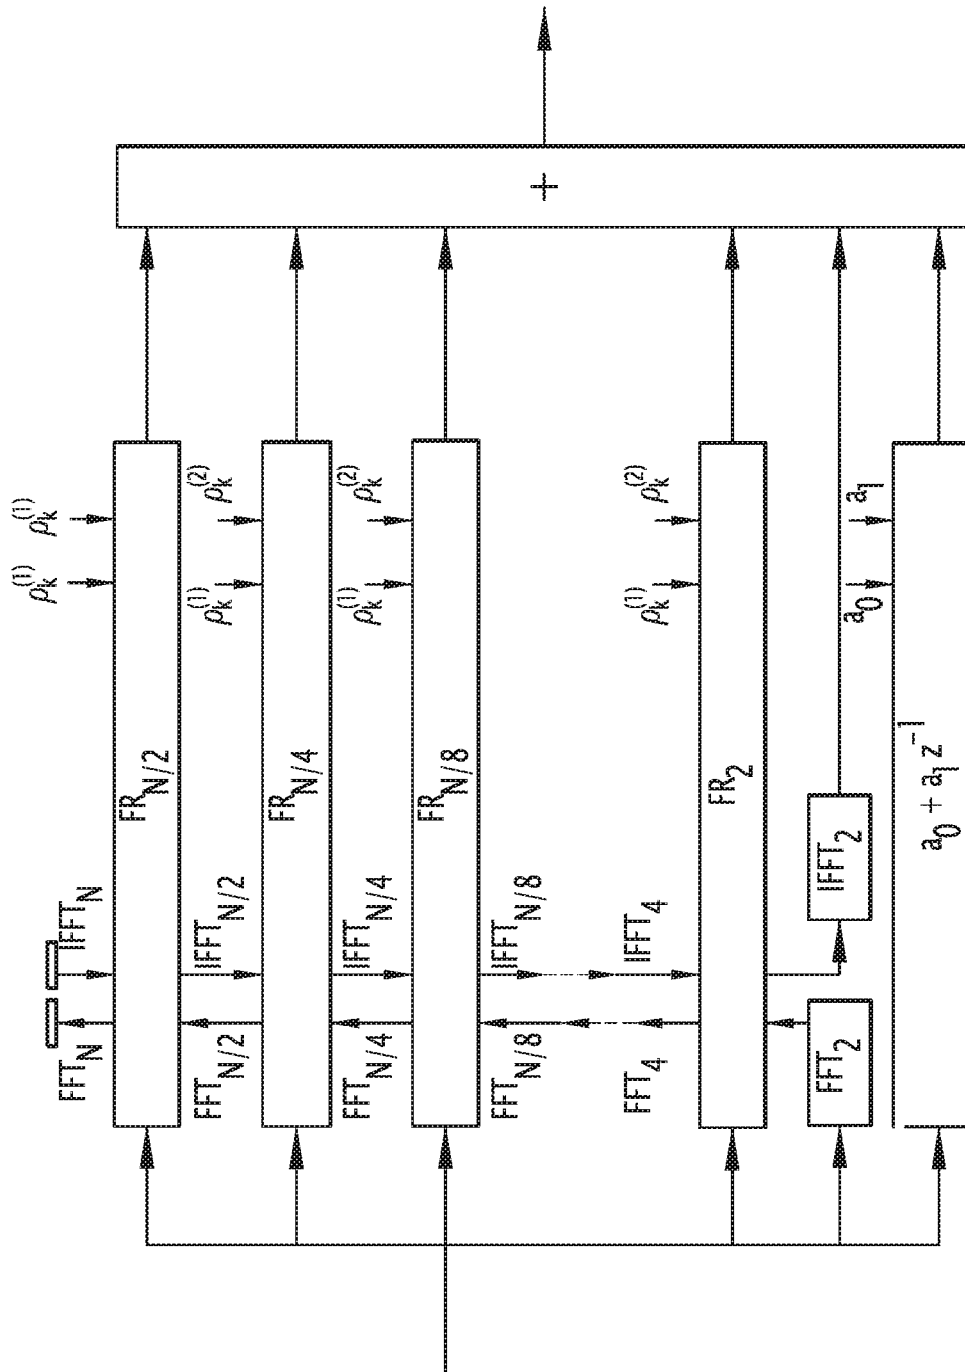 FFT_N
IFFT_N
ρ_k^(1)
ρ_k^(1)
FR_N/2
FFT_N/2
IFFT_N/2
ρ_k^(1)
ρ_k^(2)
FR_N/4
FFT_N/4
IFFT_N/4
ρ_k^(1)
ρ_k^(2)
FR_N/8
FFT_N/8
IFFT_N/8
FFT_4
IFFT_4
ρ_k^(1)
ρ_k^(2)
FR_2
FFT_2
IFFT_2
a_0
a_1
a_0 + a_1 z^-1
+